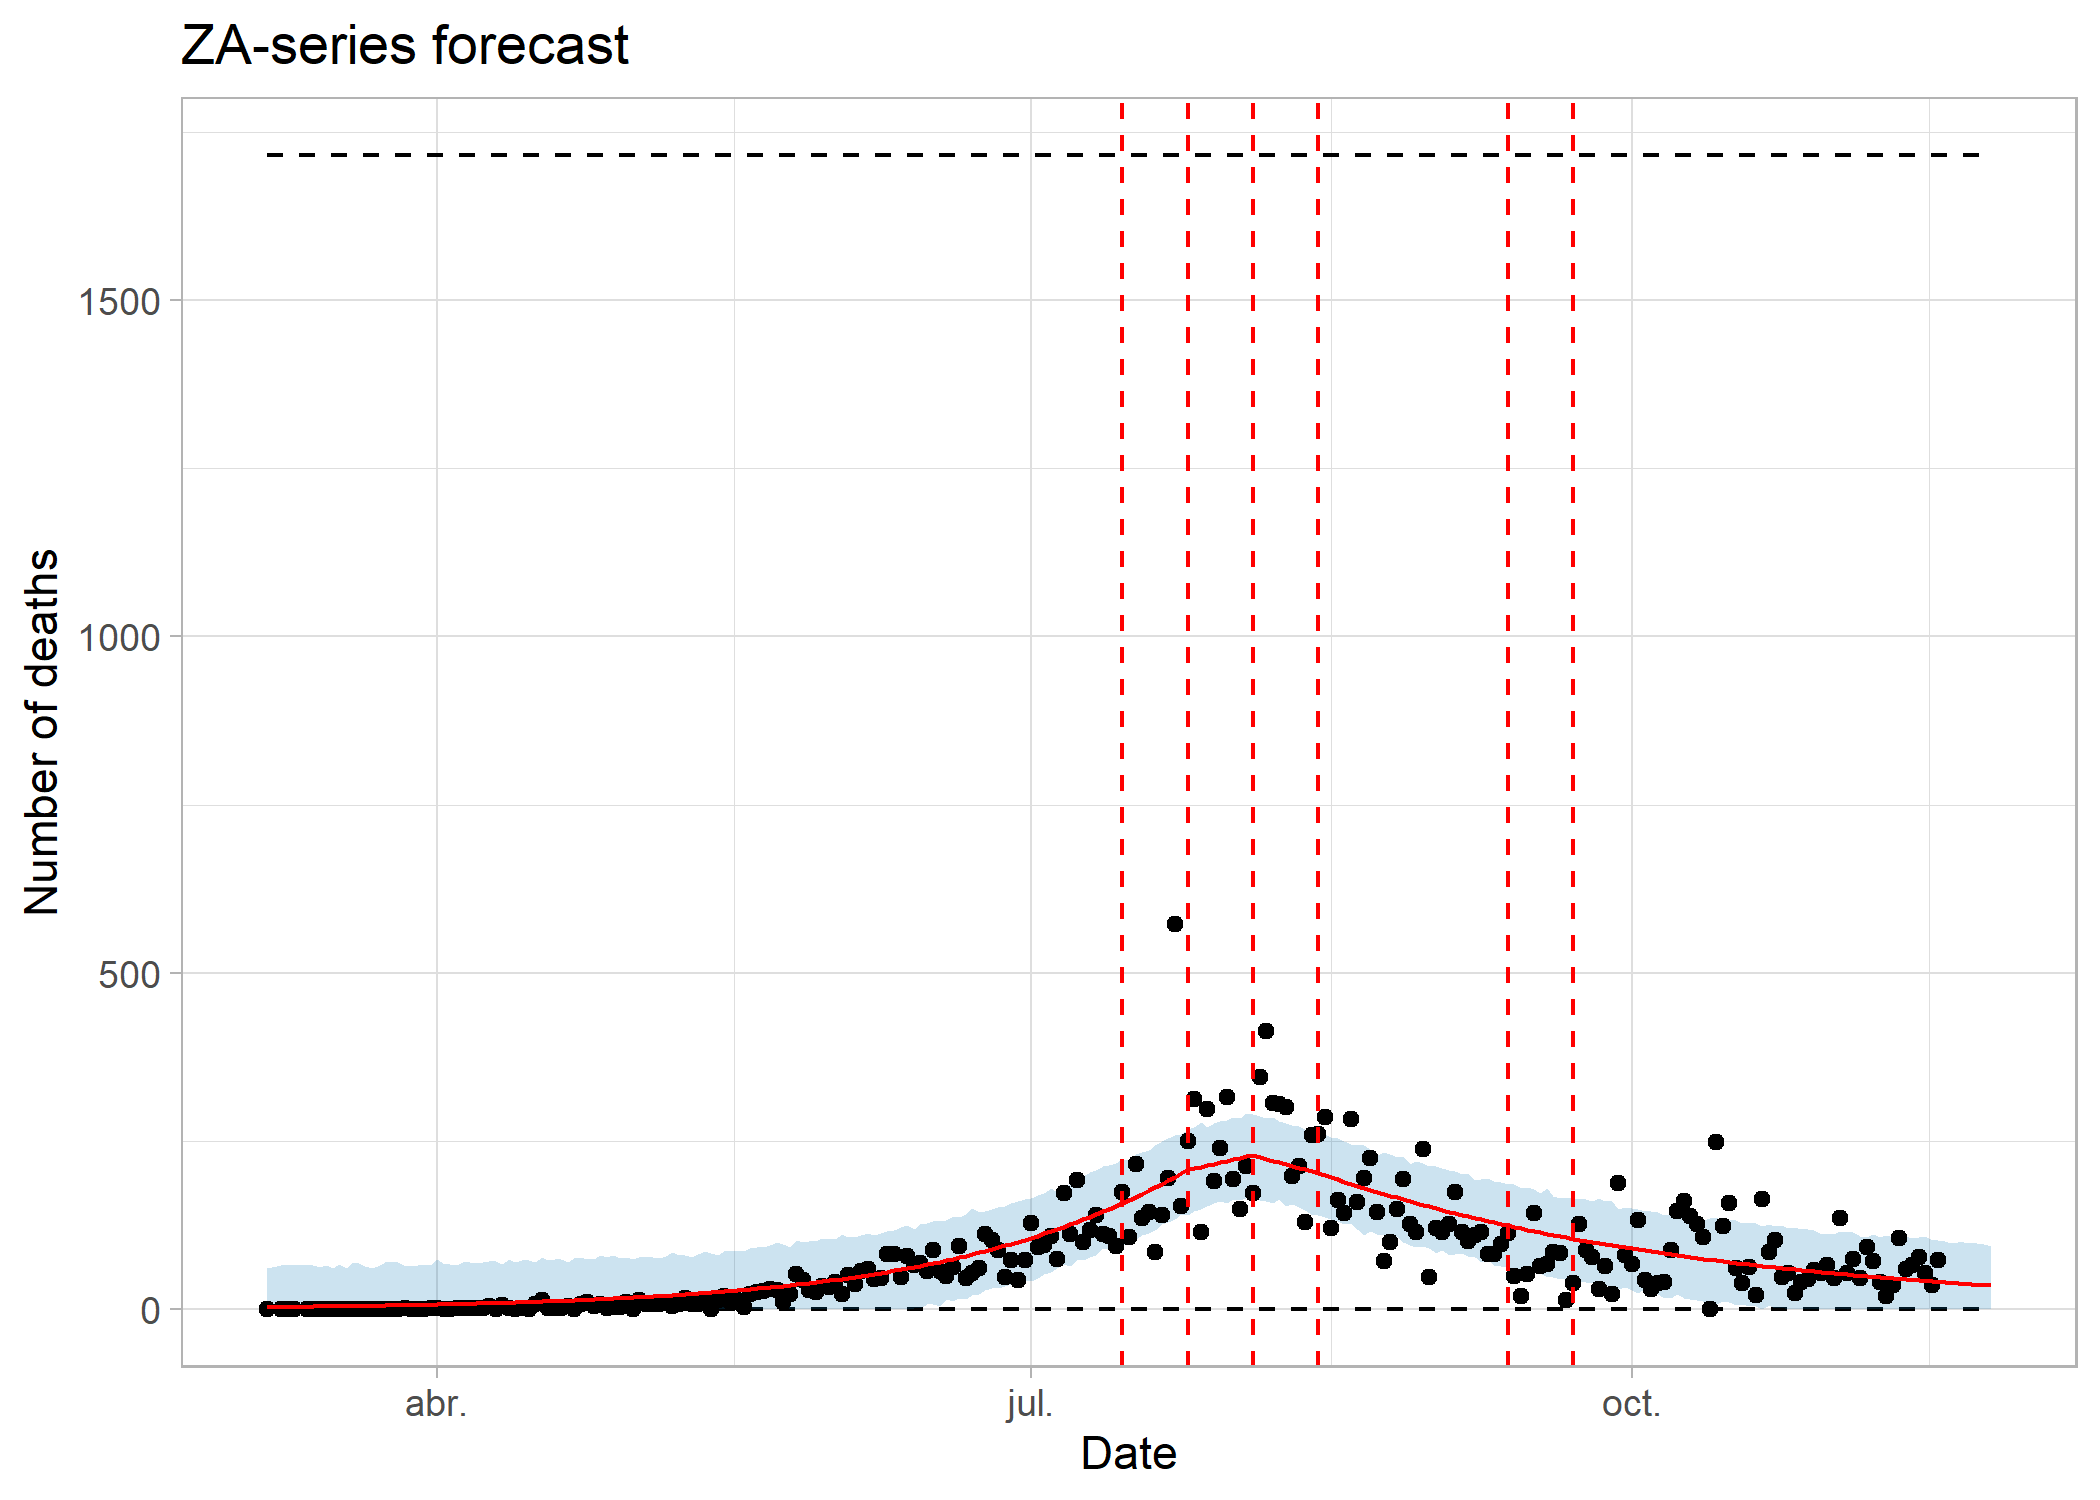 ZA-series forecast
Number of deaths
1500
1000
500
0
abr.
jul.
oct.
Date